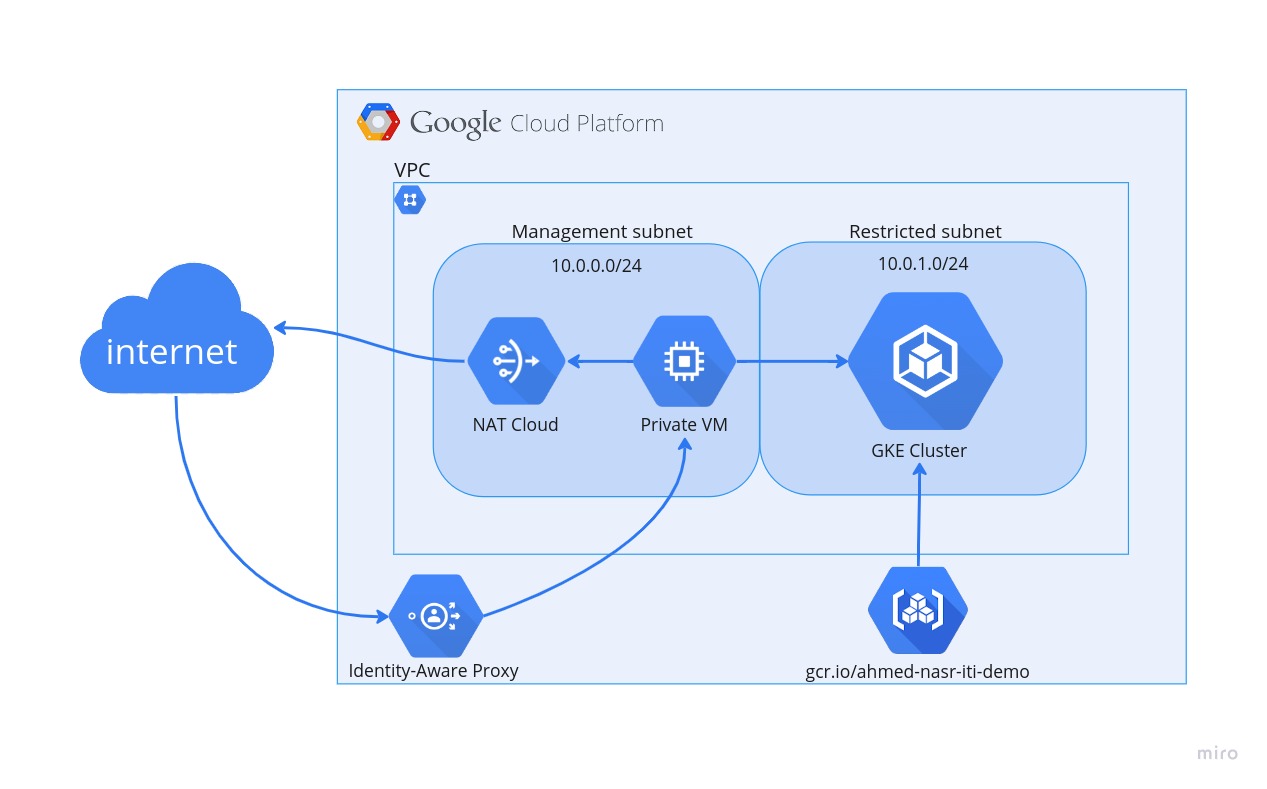 Google Cloud Platform
VPC
Management subnet
10.0.0.0/24
Restricted subnet
10.0.1.0/24
internet
NAT Cloud
Private VM
GKE Cluster
Identity-Aware Proxy
gcr.io/ahmed-nasr-iti-demo
miro